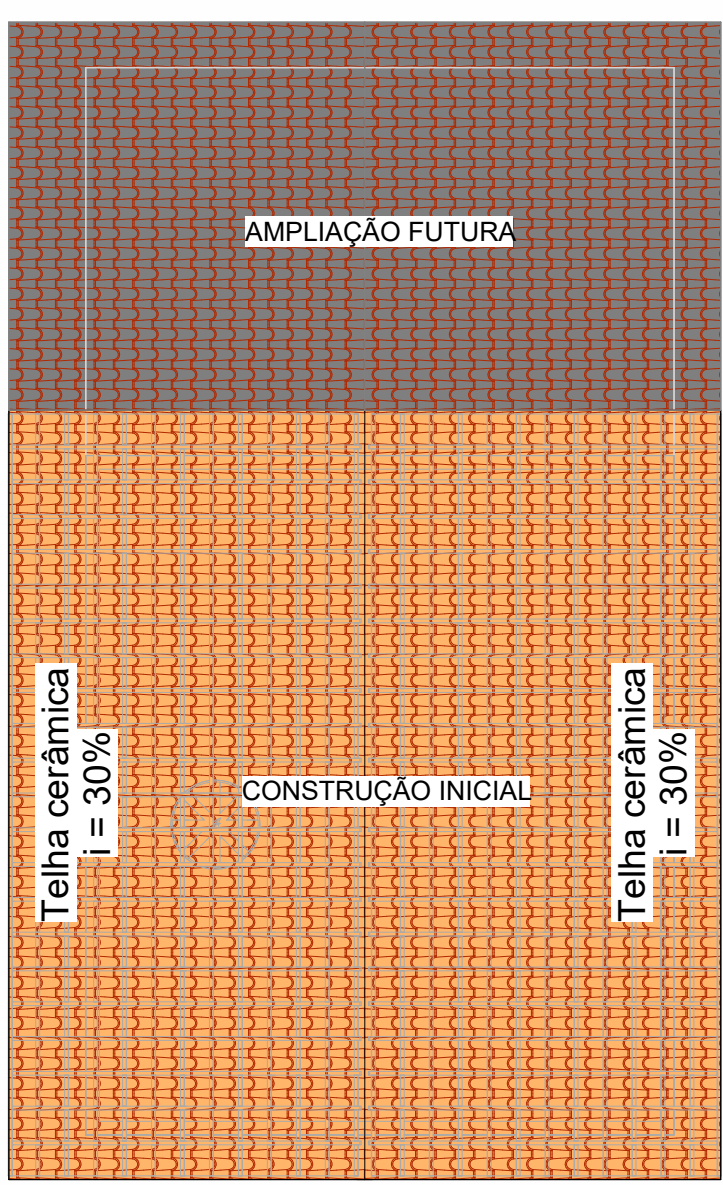 AMPLIAÇÃO FUTURA
Telha cerâmica
i = 30%
CONSTRUÇÃO INICIAL
Telha cerâmica
i = 30%